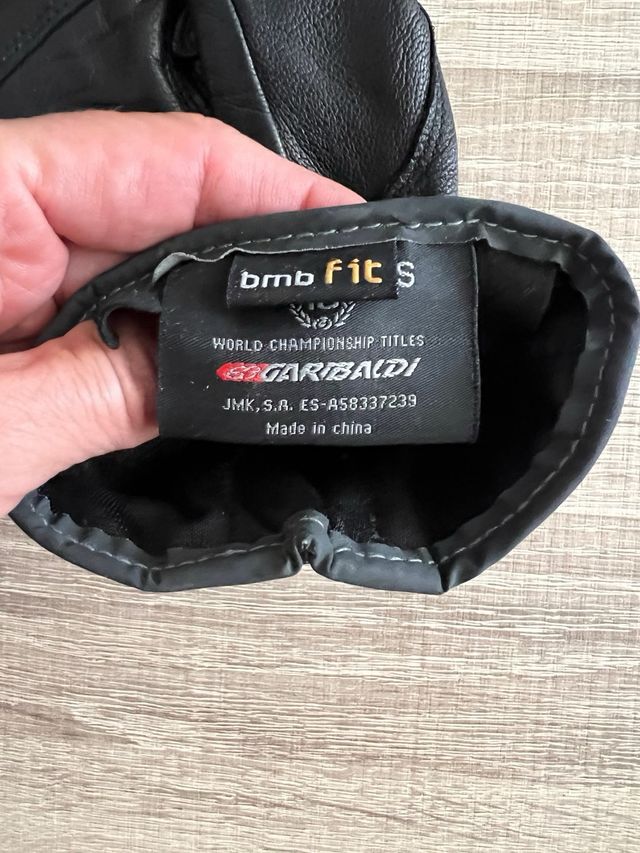 bmb fit S
WORLD CHAMPIONSHIP TITLES
GARIBALDI
JMK, S.A. ES-A58337239
Made in china